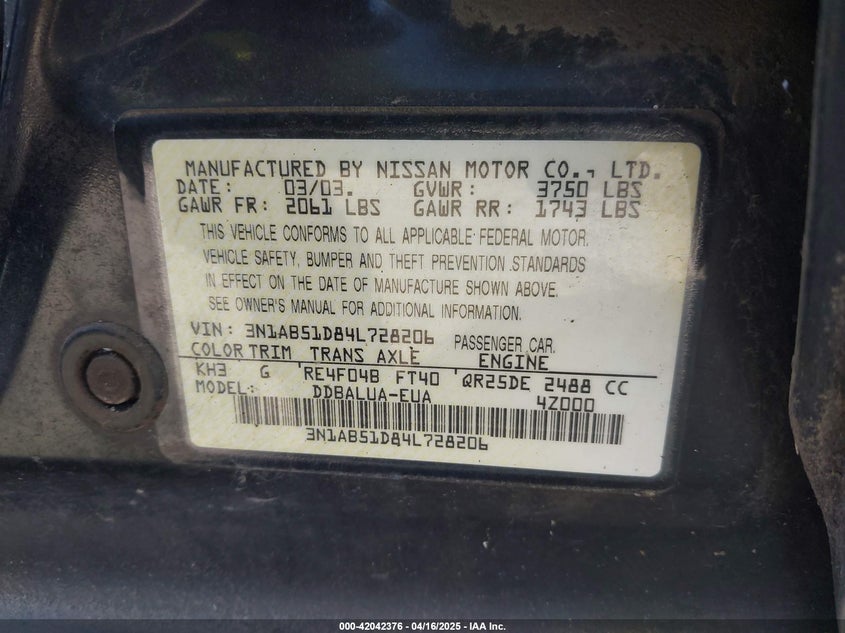 MANUFACTURED BY NISSAN MOTOR CO., LTD.
DATE: 03/03. GVWR: 3750 LBS
GAWR FR: 2061 LBS GAWR RR: 1743 LBS
THIS VEHICLE CONFORMS TO ALL APPLICABLE FEDERAL MOTOR
VEHICLE SAFETY, BUMPER AND THEFT PREVENTION STANDARDS
IN EFFECT ON THE DATE OF MANUFACTURE SHOWN ABOVE.
SEE OWNER'S MANUAL FOR ADDITIONAL INFORMATION.
VIN: 3N1AB51D84L728206 PASSENGER CAR.
COLOR TRIM TRANS AXLE ENGINE
KH3 G RE4F04B FT40 QR25DE 2488 CC
MODEL: DDBALUA-EUA 4Z000
3N1AB51D84L728206
000-42042376 - 04/16/2025 - IAA Inc.